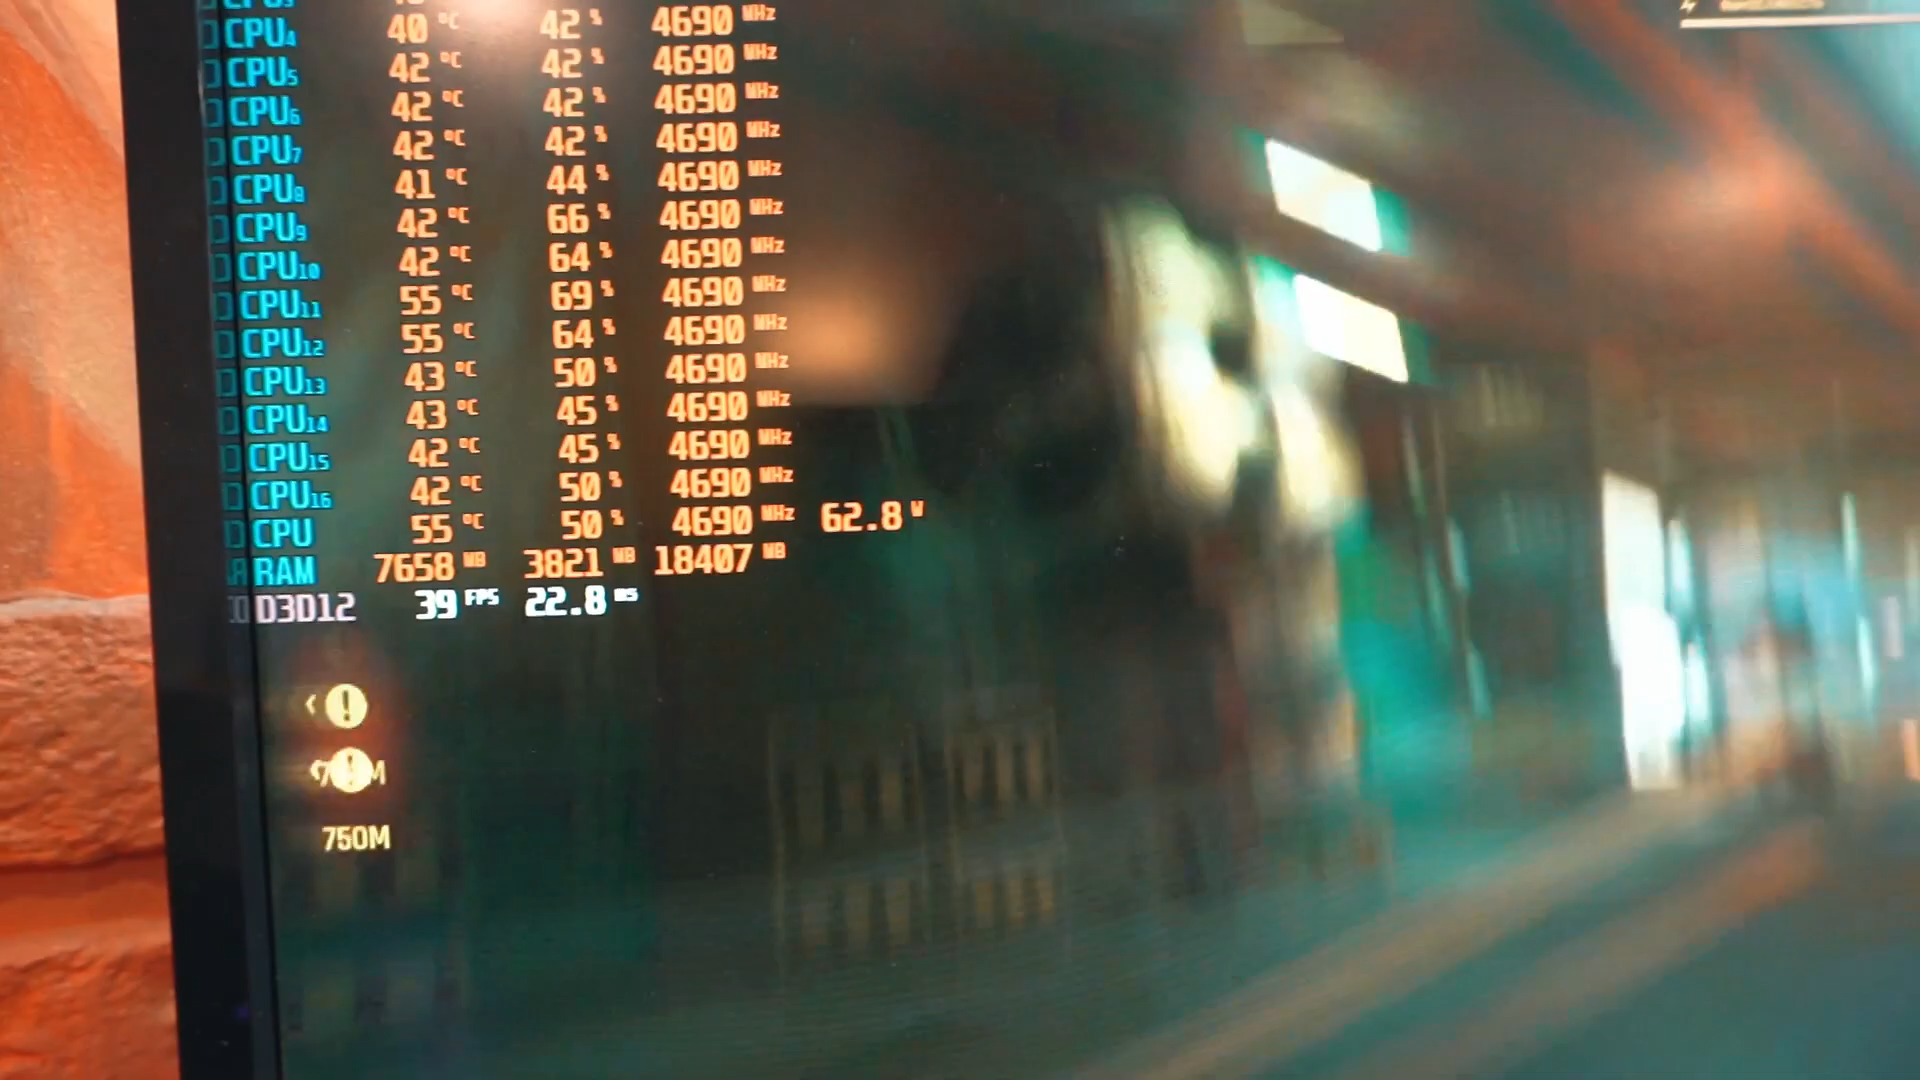 CPU4 40 °C 42 % 4690 MHz
CPU5 42 °C 42 % 4690 MHz
CPU6 42 °C 42 % 4690 MHz
CPU7 42 °C 42 % 4690 MHz
CPU8 41 °C 44 % 4690 MHz
CPU9 42 °C 66 % 4690 MHz
CPU10 42 °C 64 % 4690 MHz
CPU11 55 °C 69 % 4690 MHz
CPU12 55 °C 64 % 4690 MHz
CPU13 43 °C 50 % 4690 MHz
CPU14 43 °C 45 % 4690 MHz
CPU15 42 °C 45 % 4690 MHz
CPU16 42 °C 50 % 4690 MHz
CPU 55 °C 50 % 4690 MHz 62.8 W
RAM 7658 MB 3821 MB 18407 MB
D3D12 39 FPS 22.8 ms
750M